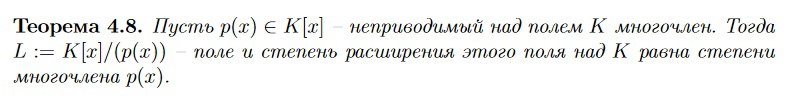 Теорема 4.8. Пусть p(x) ∈ K[x] – неприводимый над полем K многочлен. Тогда
L := K[x]/(p(x)) – поле и степень расширения этого поля над K равна степени
многочлена p(x).